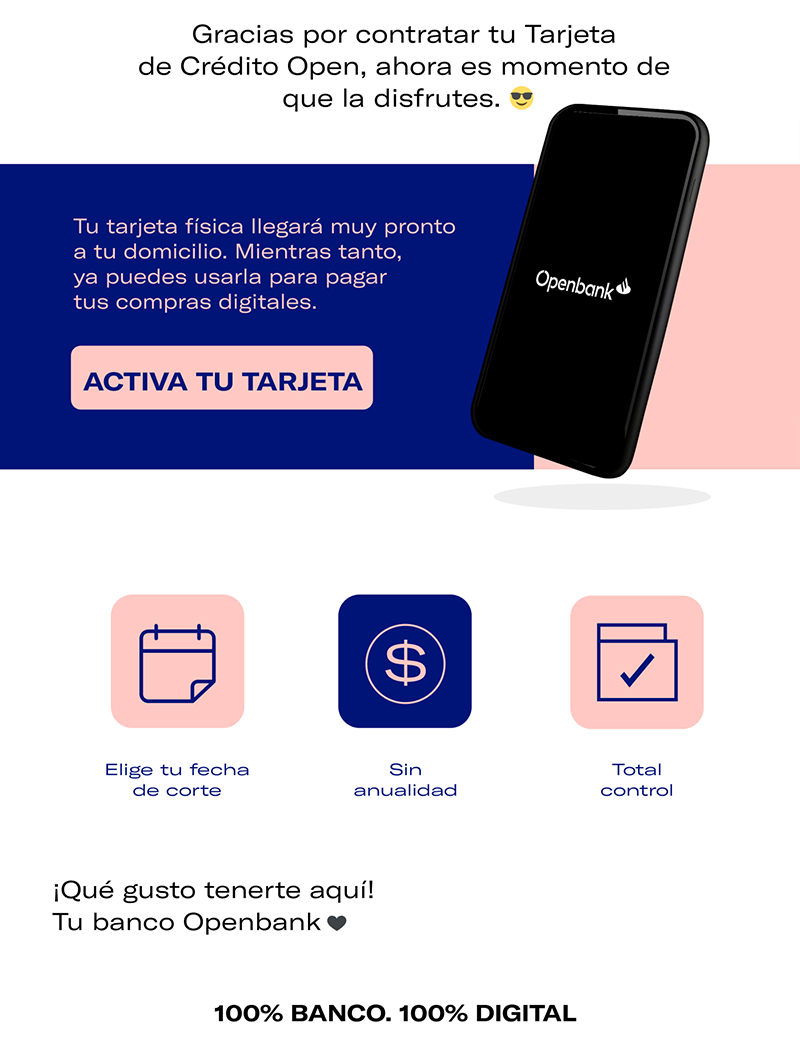 Gracias por contratar tu Tarjeta
de Crédito Open, ahora es momento de
que la disfrutes. 😎
Tu tarjeta física llegará muy pronto
a tu domicilio. Mientras tanto,
ya puedes usarla para pagar
tus compras digitales.
ACTIVA TU TARJETA
Openbank
$
Elige tu fecha
de corte
Sin
anualidad
Total
control
¡Qué gusto tenerte aquí!
Tu banco Openbank 🖤
100% BANCO. 100% DIGITAL